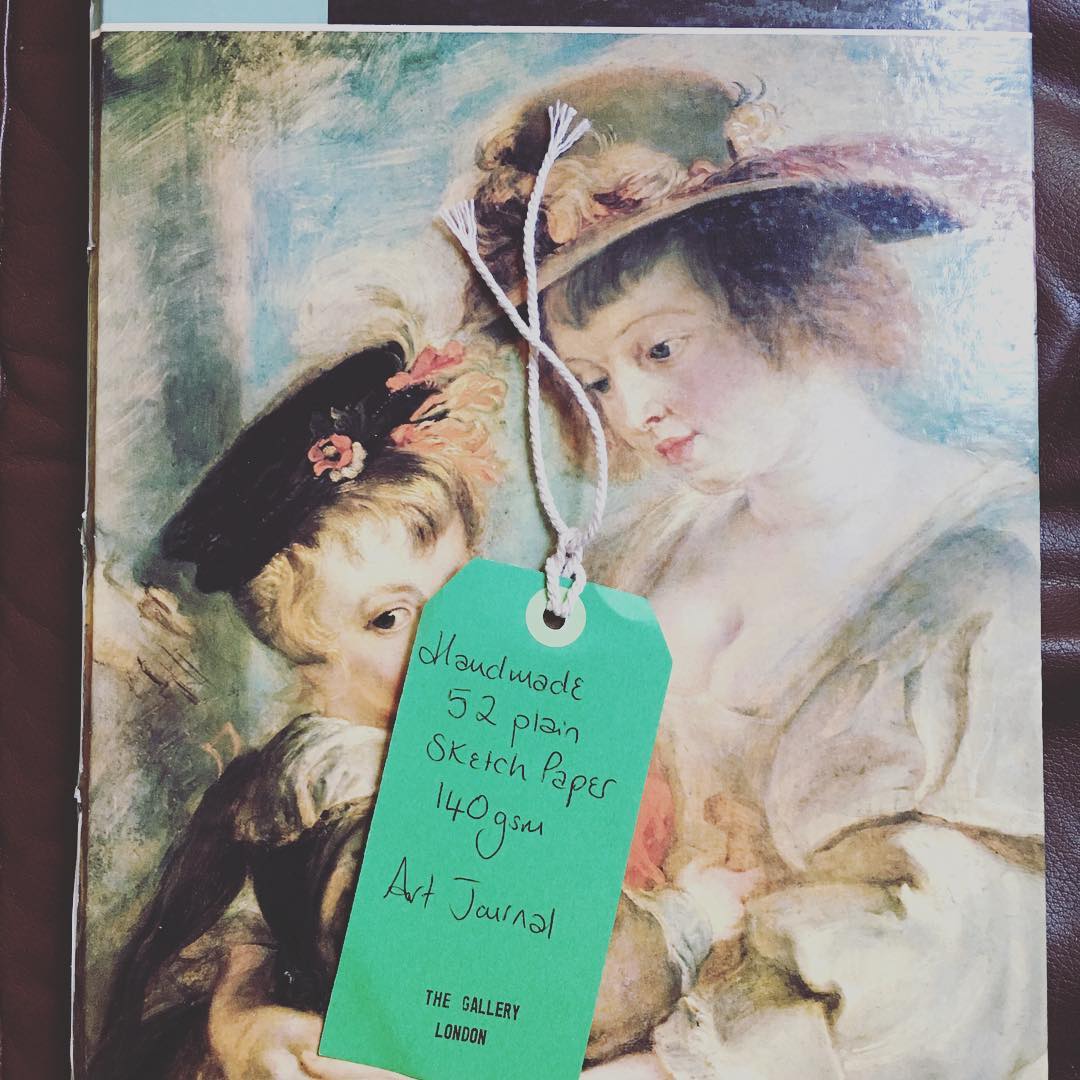 Handmade
52 plain
Sketch Paper
140gsm
Art Journal
THE GALLERY
LONDON